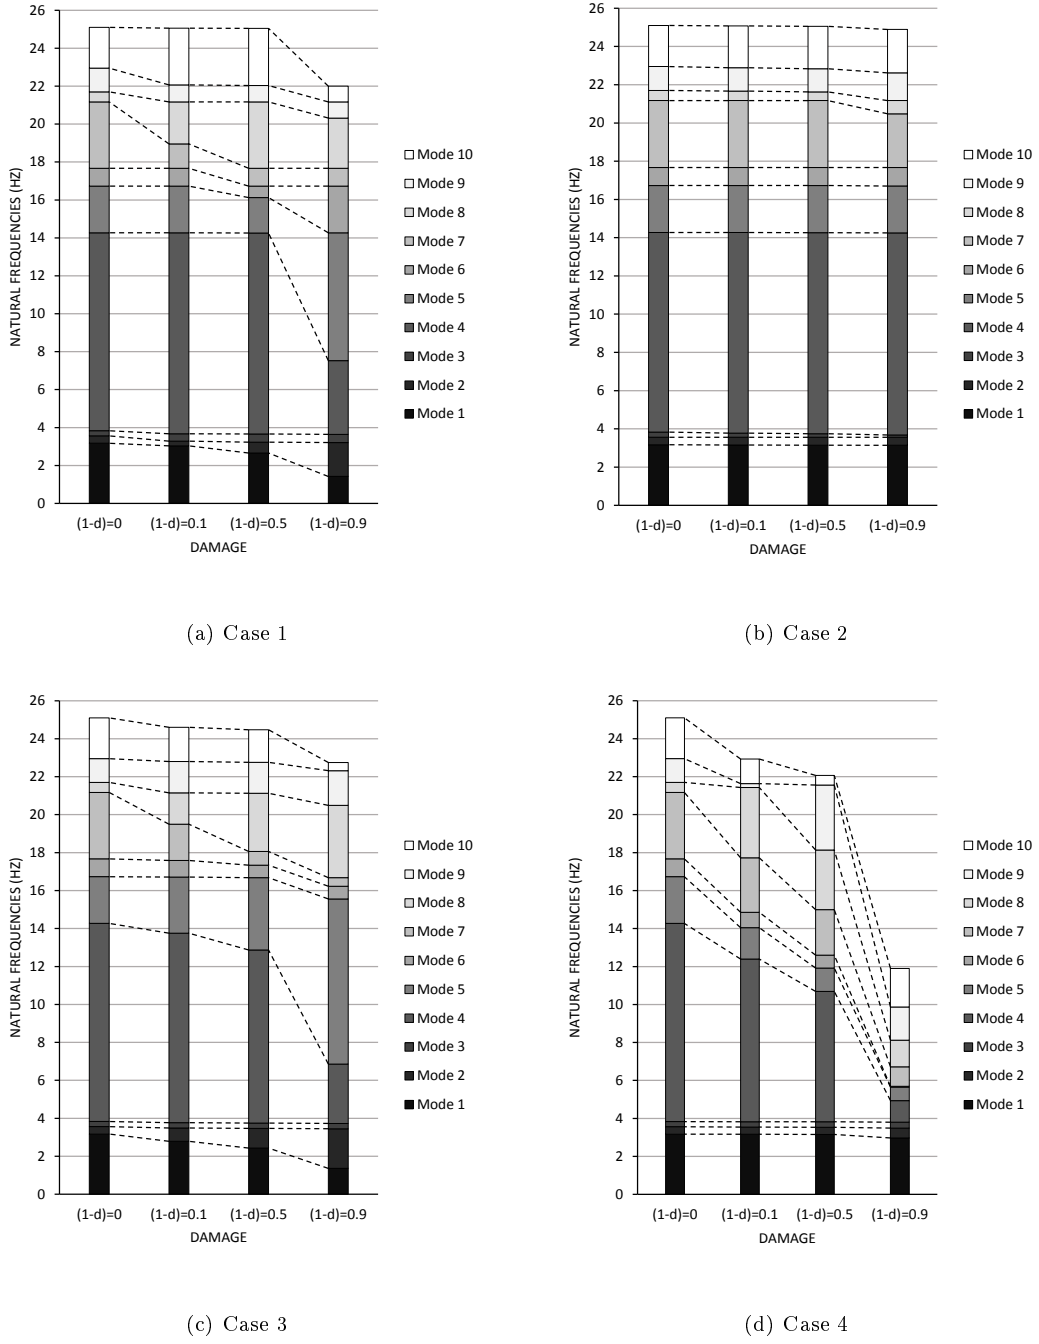 26
24
22
20
18
16
14
12
10
8
6
4
2
0
NATURAL FREQUENCIES (HZ)
(1-d)=0 (1-d)=0.1 (1-d)=0.5 (1-d)=0.9
DAMAGE
Mode 10
Mode 9
Mode 8
Mode 7
Mode 6
Mode 5
Mode 4
Mode 3
Mode 2
Mode 1
(a) Case 1
26
24
22
20
18
16
14
12
10
8
6
4
2
0
NATURAL FREQUENCIES (HZ)
(1-d)=0 (1-d)=0.1 (1-d)=0.5 (1-d)=0.9
DAMAGE
Mode 10
Mode 9
Mode 8
Mode 7
Mode 6
Mode 5
Mode 4
Mode 3
Mode 2
Mode 1
(b) Case 2
26
24
22
20
18
16
14
12
10
8
6
4
2
0
NATURAL FREQUENCIES (HZ)
(1-d)=0 (1-d)=0.1 (1-d)=0.5 (1-d)=0.9
DAMAGE
Mode 10
Mode 9
Mode 8
Mode 7
Mode 6
Mode 5
Mode 4
Mode 3
Mode 2
Mode 1
(c) Case 3
26
24
22
20
18
16
14
12
10
8
6
4
2
0
NATURAL FREQUENCIES (HZ)
(1-d)=0 (1-d)=0.1 (1-d)=0.5 (1-d)=0.9
DAMAGE
Mode 10
Mode 9
Mode 8
Mode 7
Mode 6
Mode 5
Mode 4
Mode 3
Mode 2
Mode 1
(d) Case 4